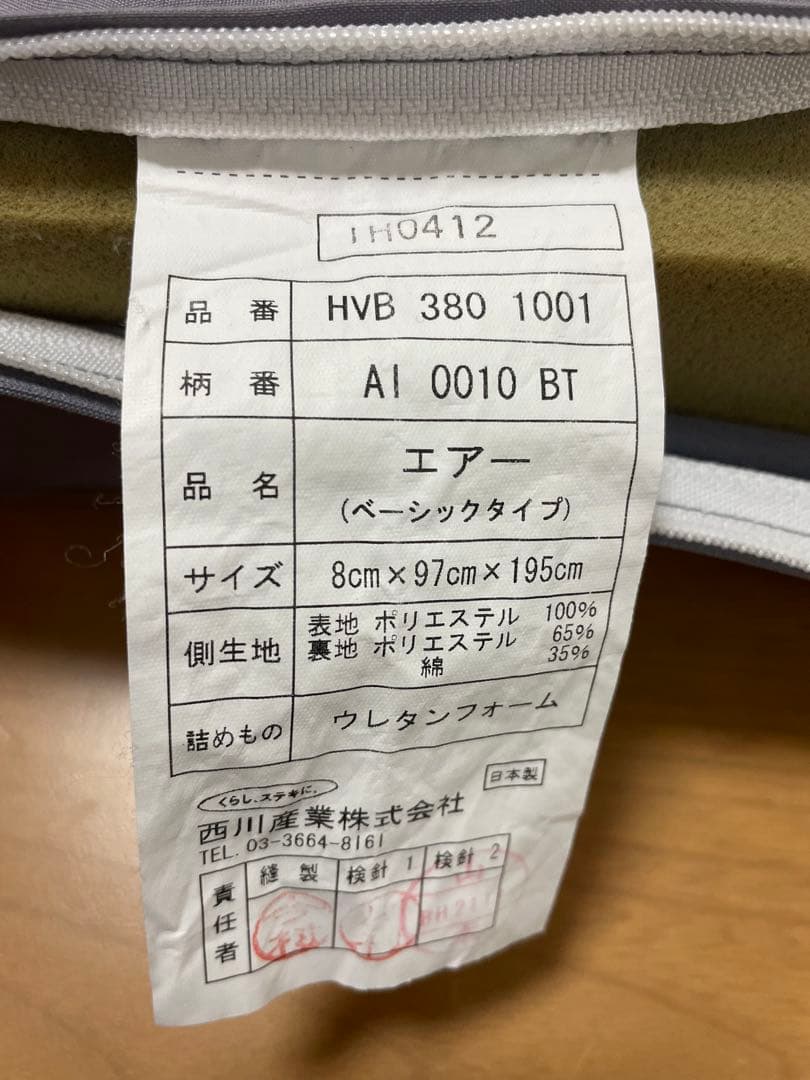 1H0412
品番 HVB 380 1001
柄番 AI 0010 BT
品名 エアー
(ベーシックタイプ)
サイズ 8cm×97cm×195cm
側生地 表地 ポリエステル 100%
裏地 ポリエステル 65%
綿 35%
詰めもの ウレタンフォーム
日本製
くらし、ステキに。
西川産業株式会社
TEL. 03-3664-8161
責任者 縫製 検針 1 検針 2